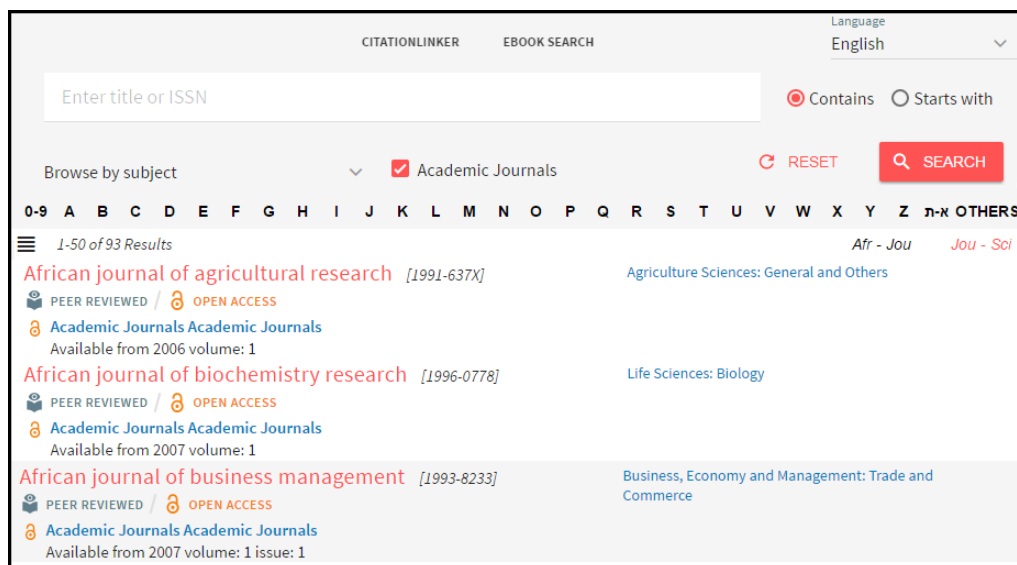 Language
CITATIONLINKER EBOOK SEARCH English
Enter title or ISSN Contains Starts with
Browse by subject Academic Journals RESET SEARCH
0-9 A B C D E F G H I J K L M N O P Q R S T U V W X Y Z א-ת OTHERS
1-50 of 93 Results Afr - Jou Jou - Sci
African journal of agricultural research [1991-637X] Agriculture Sciences: General and Others
PEER REVIEWED / OPEN ACCESS
Academic Journals Academic Journals
Available from 2006 volume: 1
African journal of biochemistry research [1996-0778] Life Sciences: Biology
PEER REVIEWED / OPEN ACCESS
Academic Journals Academic Journals
Available from 2007 volume: 1
African journal of business management [1993-8233] Business, Economy and Management: Trade and
Commerce
PEER REVIEWED / OPEN ACCESS
Academic Journals Academic Journals
Available from 2007 volume: 1 issue: 1